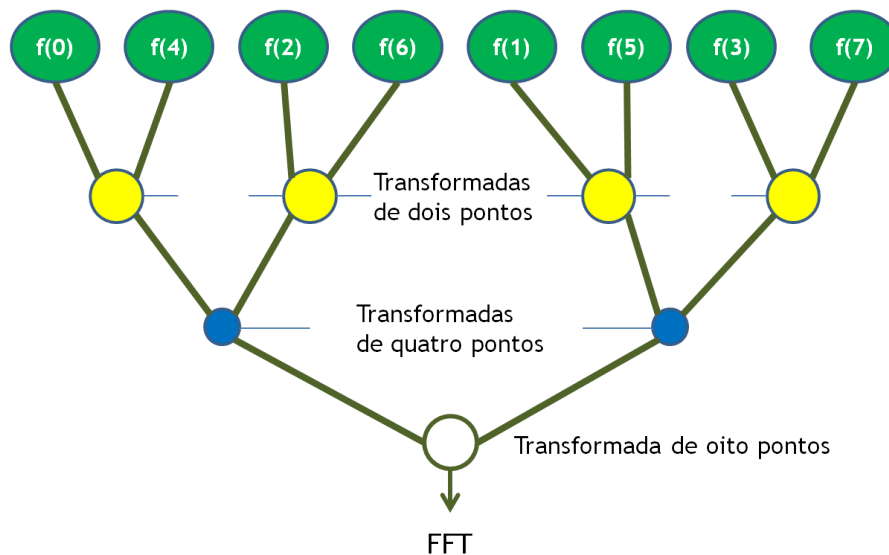 f(0) f(4) f(2) f(6) f(1) f(5) f(3) f(7)
Transformadas
de dois pontos
Transformadas
de quatro pontos
Transformada de oito pontos
FFT